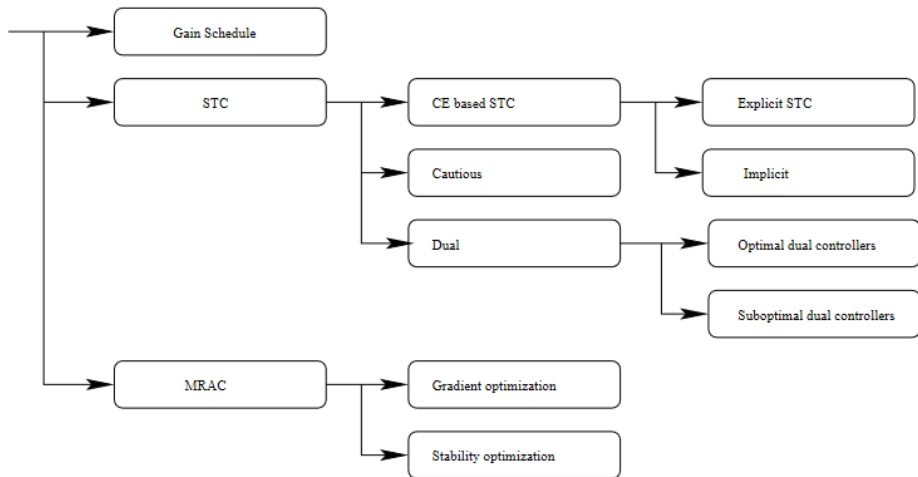 Gain Schedule
STC
CE based STC
Explicit STC
Cautious
Implicit
Dual
Optimal dual controllers
Suboptimal dual controllers
MRAC
Gradient optimization
Stability optimization